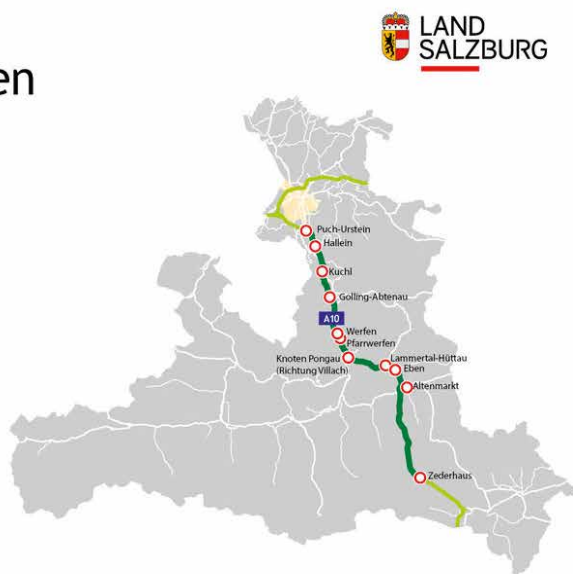 en
LAND
SALZBURG
Puch-Urstein
Hallein
Kuchl
Golling-Abtenau
A10
Werfen
Pfarrwerfen
Knoten Pongau
(Richtung Villach)
Lammertal-Hüttau
Eben
Altenmarkt
Zederhaus